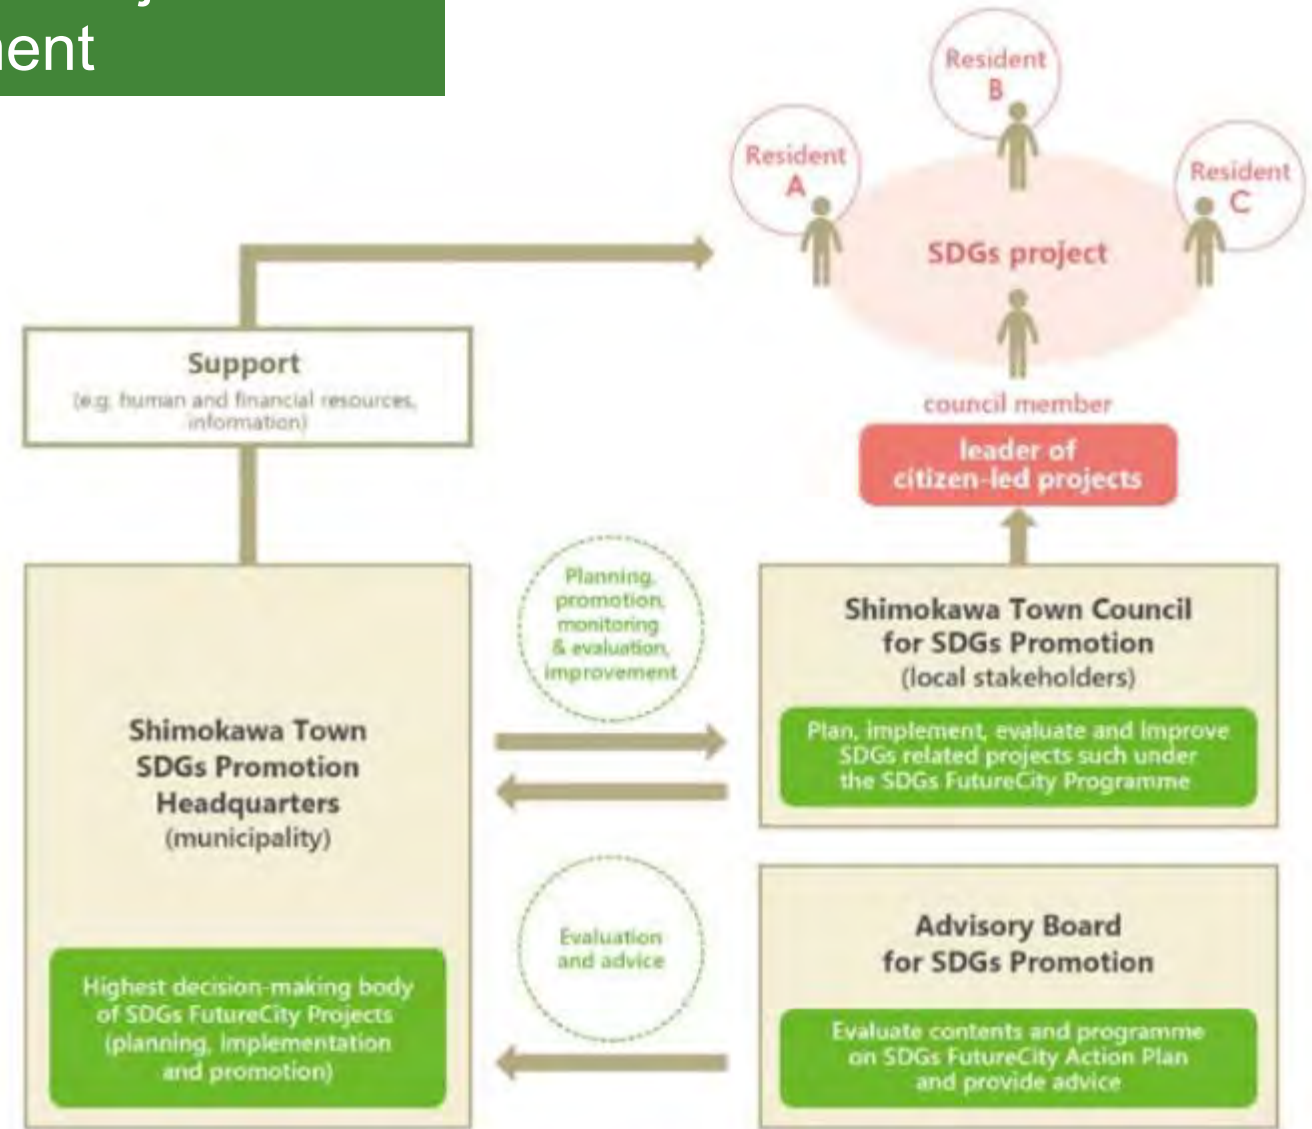 ment
Resident
B
Resident
A
Resident
C
SDGs project
Support
(e.g. human and financial resources,
information)
council member
leader of
citizen-led projects
Planning,
promotion,
monitoring
& evaluation,
improvement
Shimokawa Town Council
for SDGs Promotion
(local stakeholders)
Plan, implement, evaluate and improve
SDGs related projects such under
the SDGs FutureCity Programme
Shimokawa Town
SDGs Promotion
Headquarters
(municipality)
Highest decision-making body
of SDGs FutureCity Projects
(planning, implementation
and promotion)
Evaluation
and advice
Advisory Board
for SDGs Promotion
Evaluate contents and programme
on SDGs FutureCity Action Plan
and provide advice